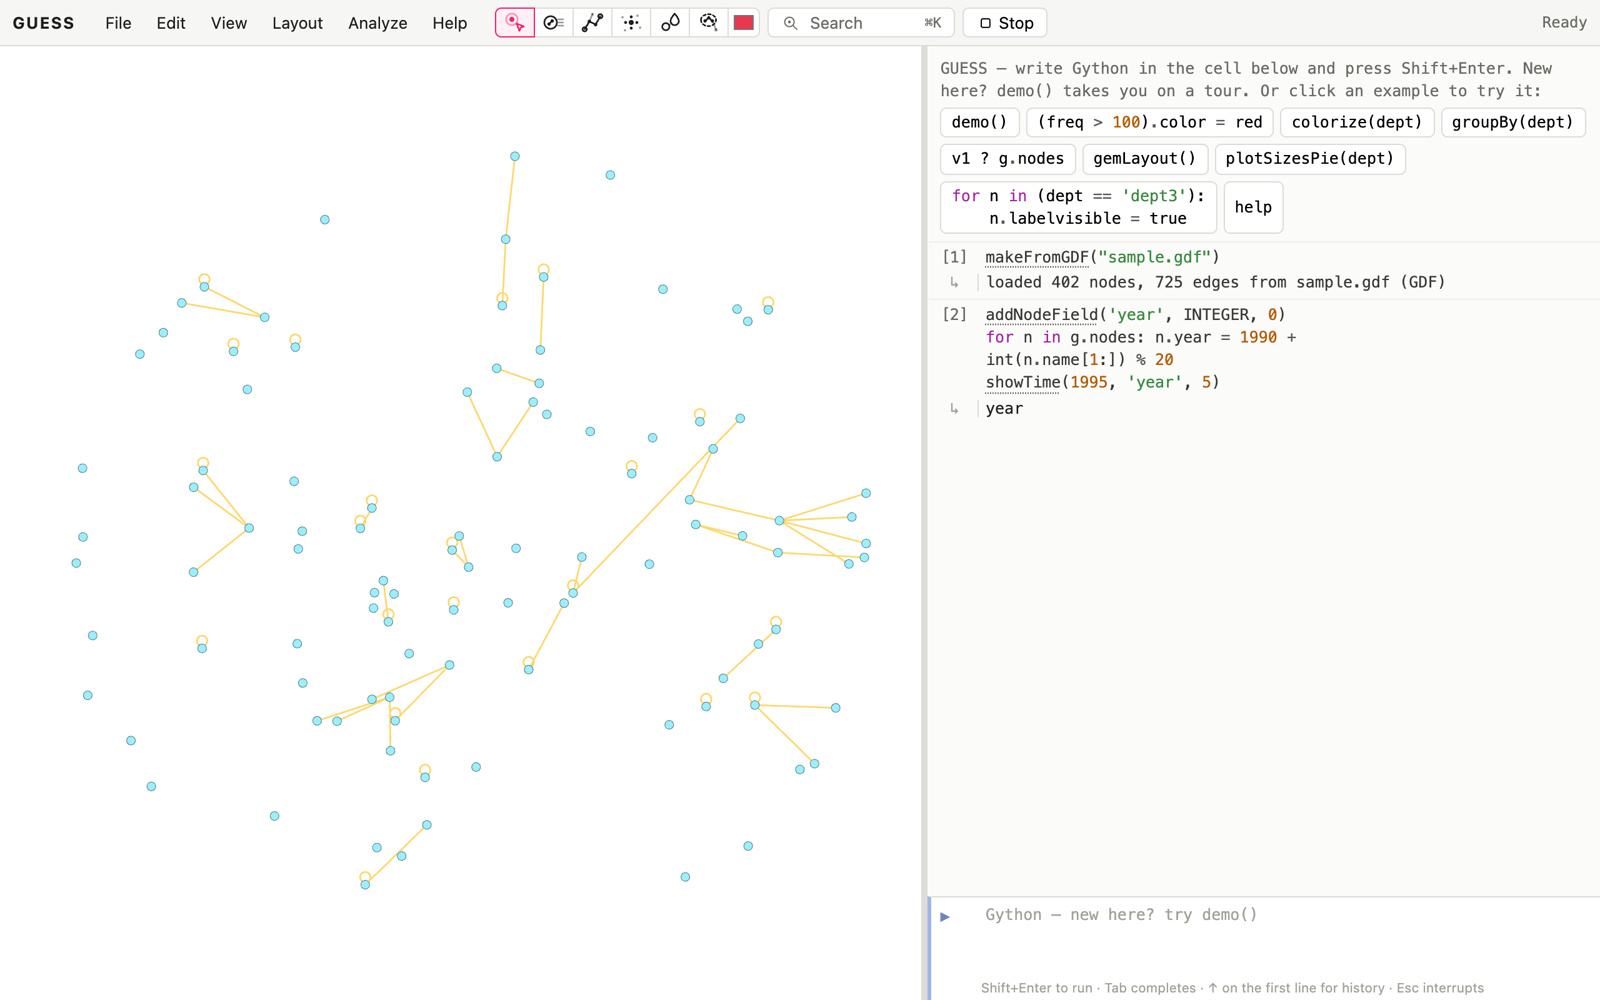 GUESS File Edit View Layout Analyze Help Search ⌘K Stop Ready
GUESS — write Gython in the cell below and press Shift+Enter. New
here? demo() takes you on a tour. Or click an example to try it:
demo() (freq > 100).color = red colorize(dept) groupBy(dept)
v1 ? g.nodes gemLayout() plotSizesPie(dept)
for n in (dept == 'dept3'):
n.labelvisible = true
help
[1] makeFromGDF("sample.gdf")
↳ loaded 402 nodes, 725 edges from sample.gdf (GDF)
[2] addNodeField('year', INTEGER, 0)
for n in g.nodes: n.year = 1990 +
int(n.name[1:]) % 20
showTime(1995, 'year', 5)
↳ year
Gython — new here? try demo()
Shift+Enter to run · Tab completes · ↑ on the first line for history · Esc interrupts